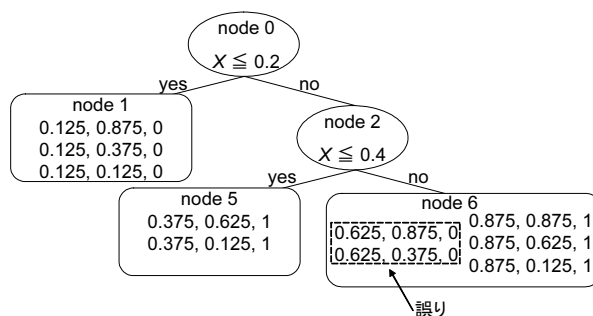 node 0
X ≦ 0.2
yes
no
node 1
0.125, 0.875, 0
0.125, 0.375, 0
0.125, 0.125, 0
node 2
X ≦ 0.4
yes
no
node 5
0.375, 0.625, 1
0.375, 0.125, 1
node 6
0.625, 0.875, 0
0.625, 0.375, 0
0.875, 0.875, 1
0.875, 0.625, 1
0.875, 0.125, 1
誤り